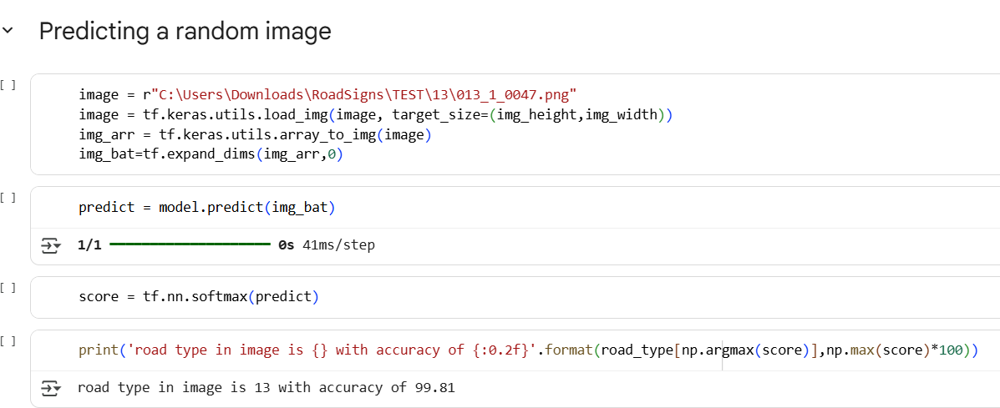 Predicting a random image
[ ]
image = r"C:\Users\Downloads\RoadSigns\TEST\13\013_1_0047.png"
image = tf.keras.utils.load_img(image, target_size=(img_height,img_width))
img_arr = tf.keras.utils.array_to_img(image)
img_bat=tf.expand_dims(img_arr,0)
[ ]
predict = model.predict(img_bat)
1/1 ━━━━━━━━━━━━━━━━━━━━ 0s 41ms/step
[ ]
score = tf.nn.softmax(predict)
[ ]
print('road type in image is {} with accuracy of {:0.2f}'.format(road_type[np.argmax(score)],np.max(score)*100))
road type in image is 13 with accuracy of 99.81